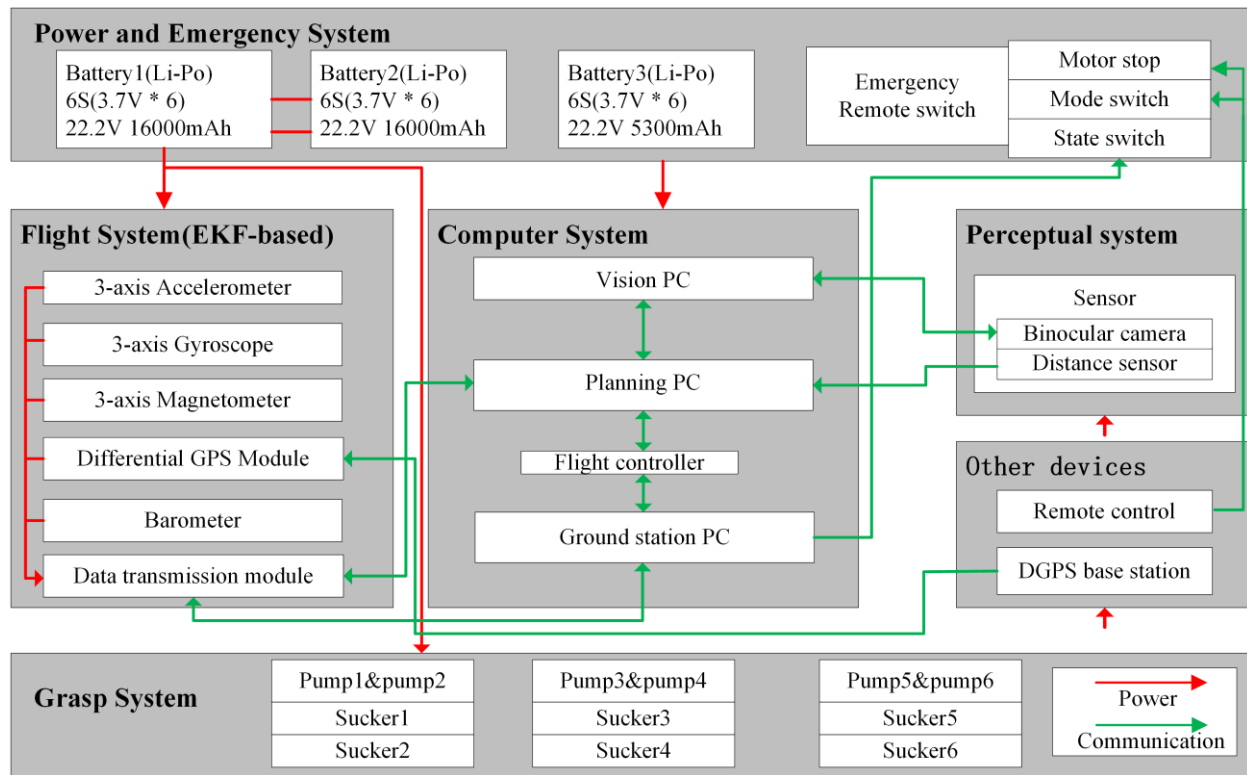 Power and Emergency System
Battery1(Li-Po)
6S(3.7V * 6)
22.2V 16000mAh
Battery2(Li-Po)
6S(3.7V * 6)
22.2V 16000mAh
Battery3(Li-Po)
6S(3.7V * 6)
22.2V 5300mAh
Emergency
Remote switch
Motor stop
Mode switch
State switch
Flight System(EKF-based)
3-axis Accelerometer
3-axis Gyroscope
3-axis Magnetometer
Differential GPS Module
Barometer
Data transmission module
Computer System
Vision PC
Planning PC
Flight controller
Ground station PC
Perceptual system
Sensor
Binocular camera
Distance sensor
Other devices
Remote control
DGPS base station
Grasp System
Pump1&pump2
Sucker1
Sucker2
Pump3&pump4
Sucker3
Sucker4
Pump5&pump6
Sucker5
Sucker6
Power
Communication